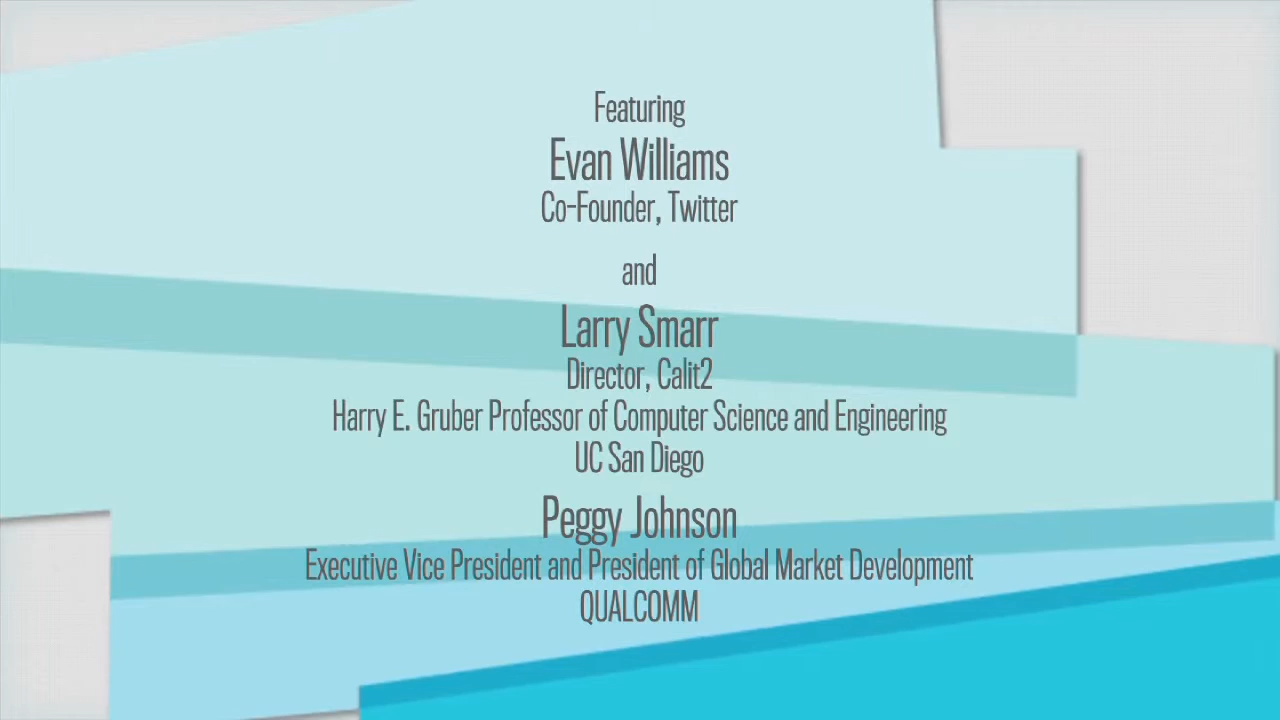 Featuring
Evan Williams
Co-Founder, Twitter
and
Larry Smarr
Director, Calit2
Harry E. Gruber Professor of Computer Science and Engineering
UC San Diego
Peggy Johnson
Executive Vice President and President of Global Market Development
QUALCOMM